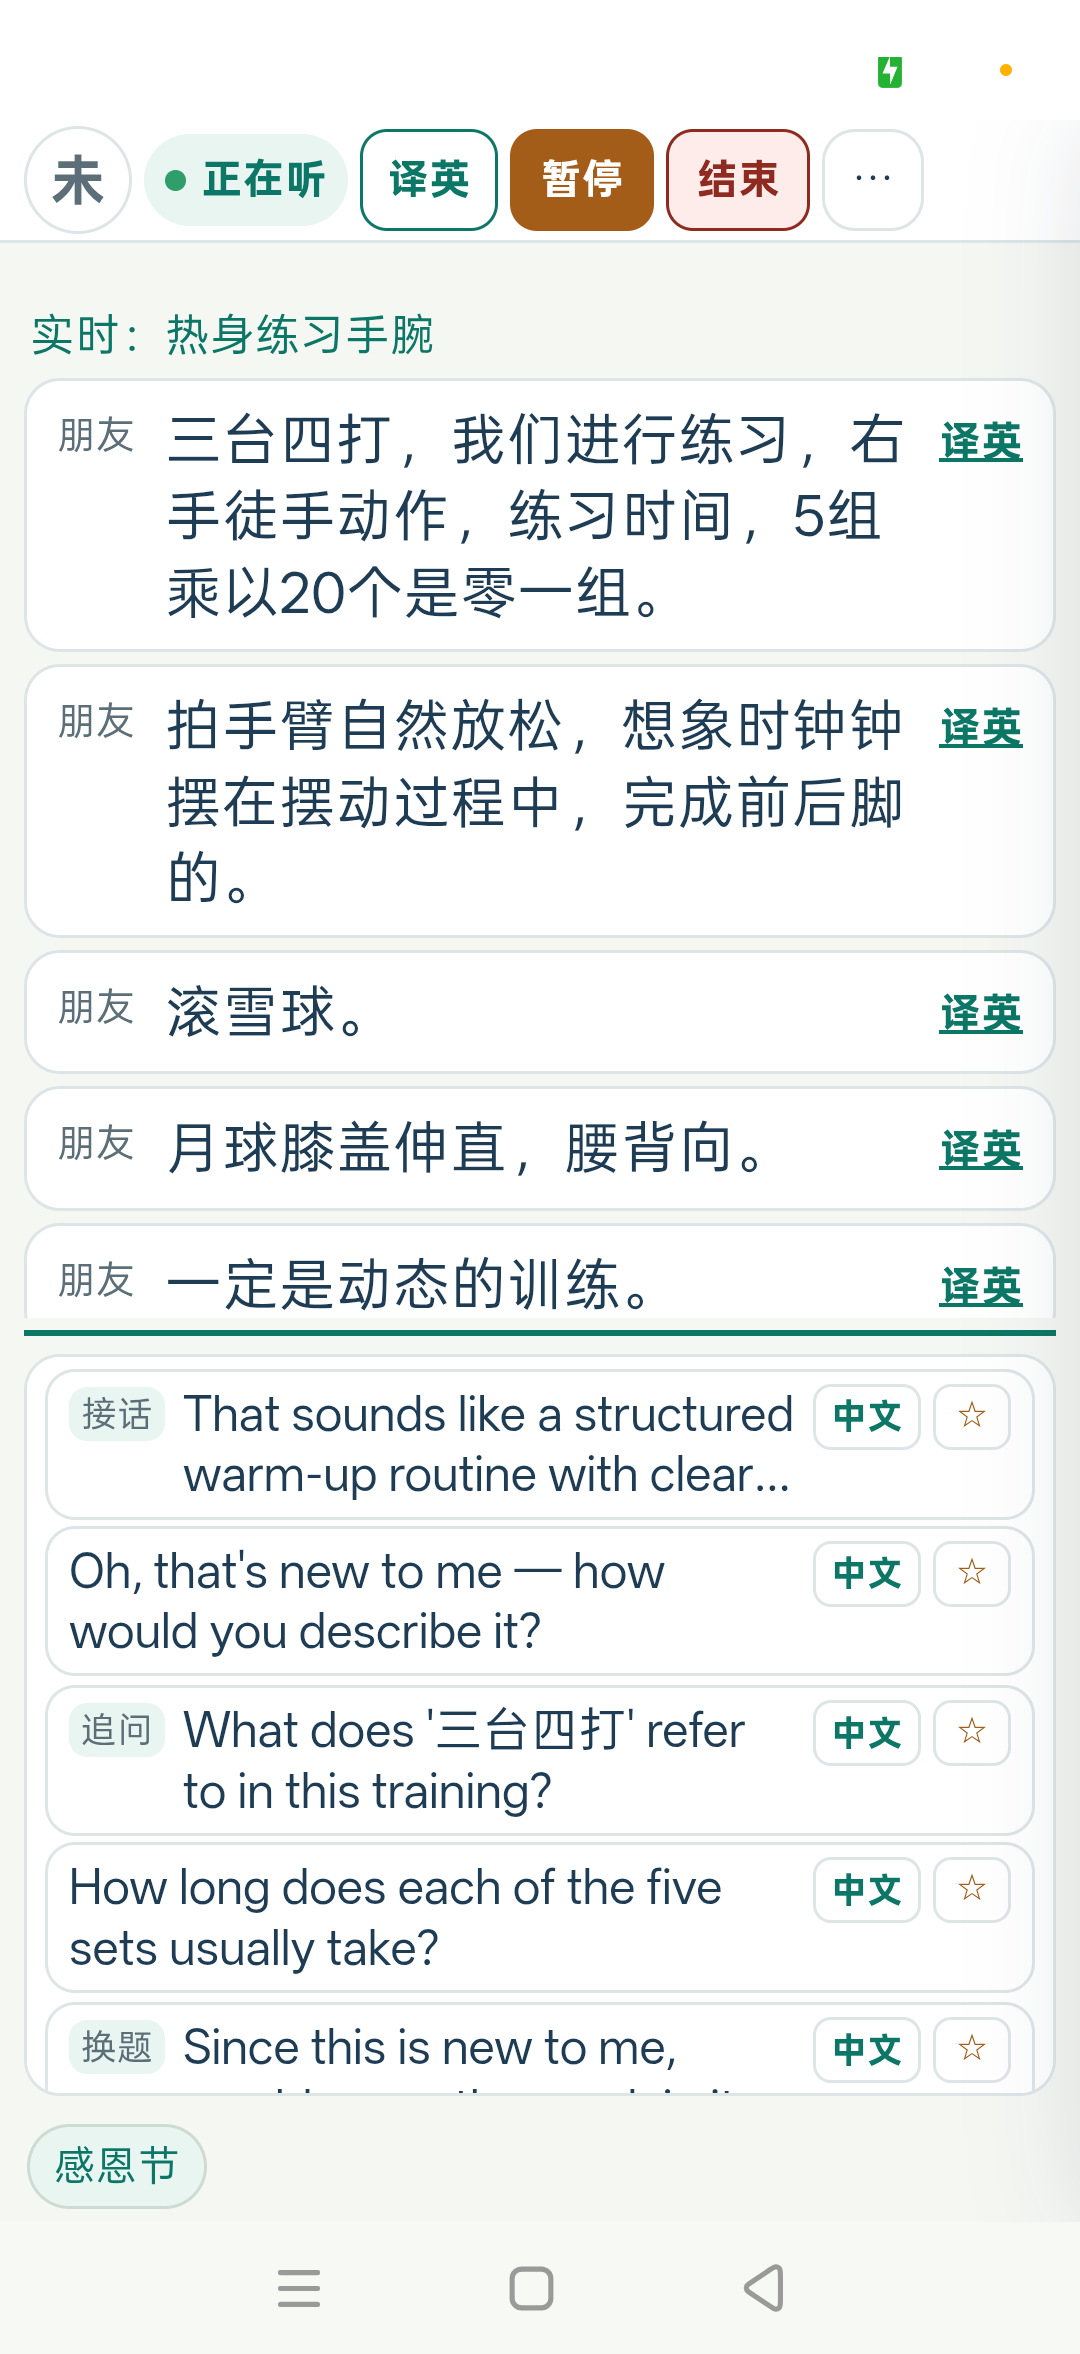 未 正在听 译英 暂停 结束 ...
实时：热身练习手腕
朋友 三台四打，我们进行练习，右 译英
手徒手动作，练习时间，5组
乘以20个是零一组。
朋友 拍手臂自然放松，想象时钟钟 译英
摆在摆动过程中，完成前后脚
的。
朋友 滚雪球。 译英
朋友 月球膝盖伸直，腰背向。 译英
朋友 一定是动态的训练。 译英
接话 That sounds like a structured 中文 ☆
warm-up routine with clear...
Oh, that's new to me — how 中文 ☆
would you describe it?
追问 What does '三台四打' refer 中文 ☆
to in this training?
How long does each of the five 中文 ☆
sets usually take?
换题 Since this is new to me, 中文 ☆
感恩节